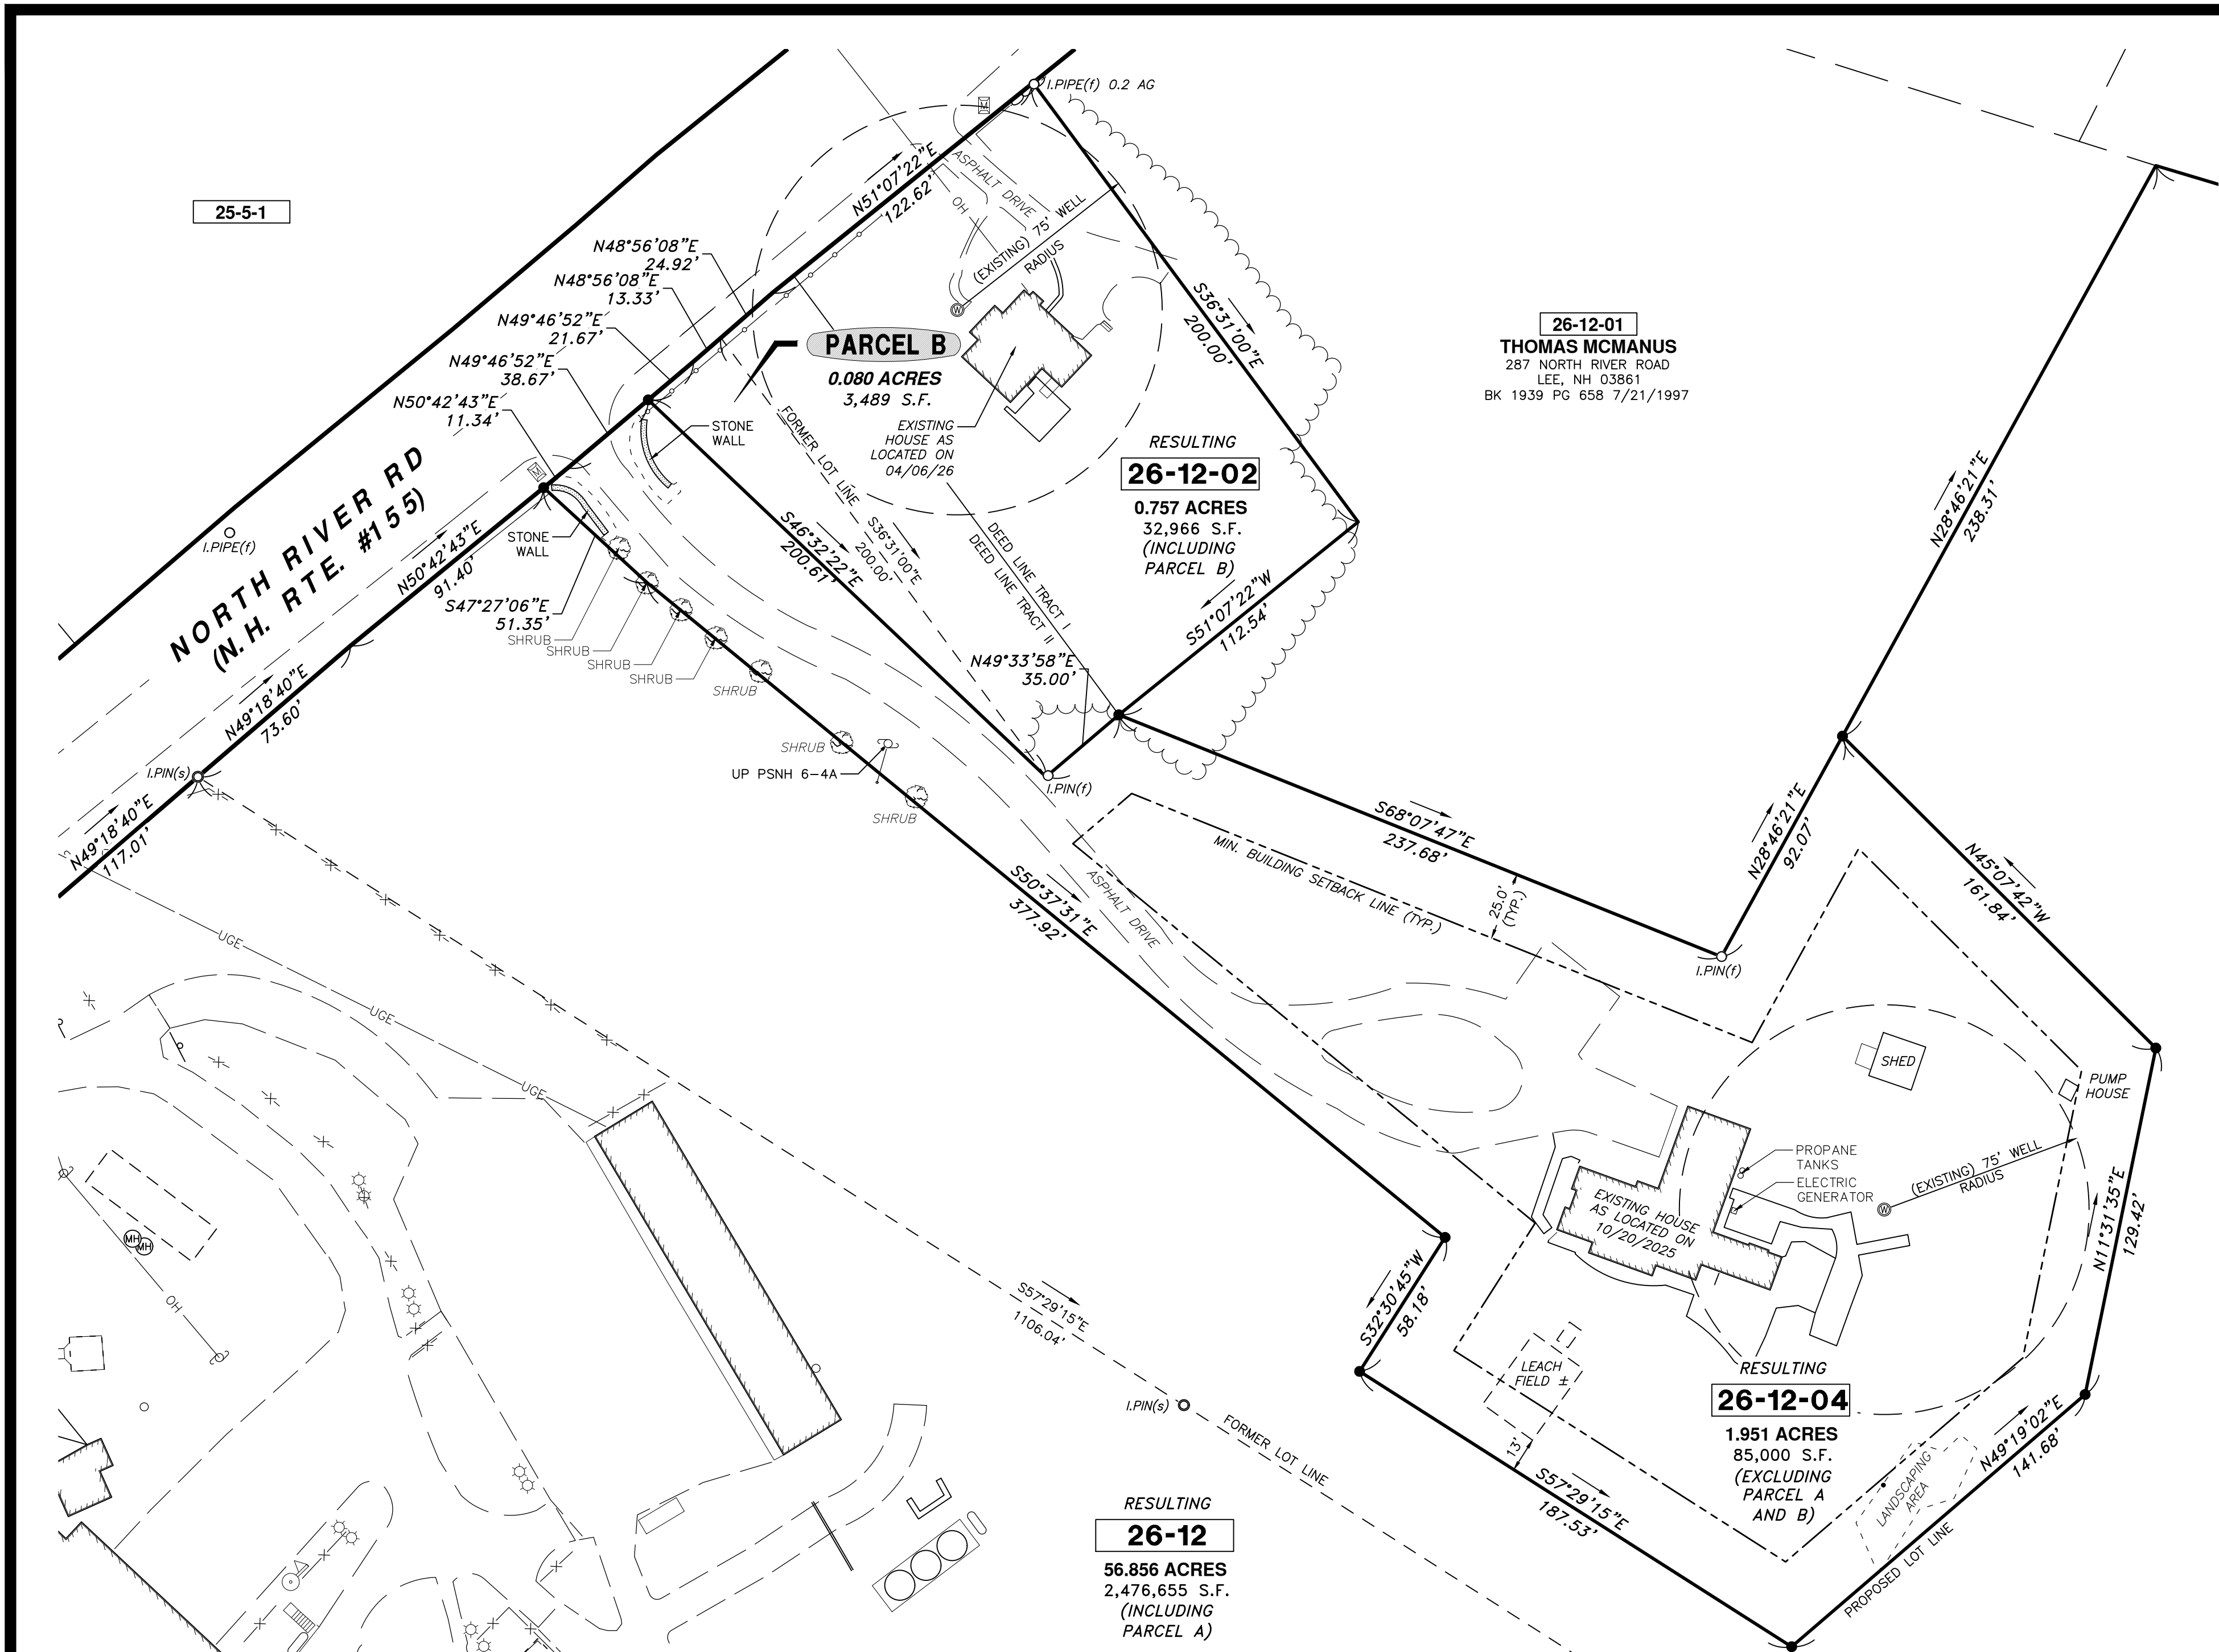 25-5-1
I.PIPE(f) 0.2 AG
N51°07'22"E
122.62'
ASPHALT DRIVE
OH
(EXISTING) 75' WELL
RADIUS
N48°56'08"E
24.92'
N48°56'08"E
13.33'
N49°46'52"E
21.67'
N49°46'52"E
38.67'
N50°42'43"E
11.34'
PARCEL B
0.080 ACRES
3,489 S.F.
S36°31'00"E
200.00'
26-12-01
THOMAS MCMANUS
287 NORTH RIVER ROAD
LEE, NH 03861
BK 1939 PG 658 7/21/1997
STONE
WALL
FORMER LOT LINE
S36°31'00"E
200.00'
EXISTING
HOUSE AS
LOCATED ON
04/06/26
RESULTING
26-12-02
0.757 ACRES
32,966 S.F.
(INCLUDING
PARCEL B)
NORTH RIVER RD
(N.H. RTE. #155)
I.PIPE(f)
STONE
WALL
N50°42'43"E
91.40'
S47°27'06"E
51.35'
SHRUB
SHRUB
SHRUB
SHRUB
SHRUB
SHRUB
SHRUB
UP PSNH 6-4A
S46°32'22"E
200.61'
DEED LINE TRACT I
DEED LINE TRACT II
S51°07'22"W
112.54'
N49°33'58"E
35.00'
I.PIN(f)
N28°46'21"E
238.31'
N49°18'40"E
73.60'
I.PIN(s)
N49°18'40"E
117.01'
S68°07'47"E
237.68'
MIN. BUILDING SETBACK LINE (TYP.)
25.0'
(TYP.)
N28°46'21"E
92.07'
I.PIN(f)
N45°07'42"W
161.84'
S50°37'31"E
377.92'
ASPHALT DRIVE
UGE
UGE
UGE
SHED
PUMP
HOUSE
PROPANE
TANKS
ELECTRIC
GENERATOR
(EXISTING) 75' WELL
RADIUS
EXISTING HOUSE
AS LOCATED ON
10/20/2025
N11°31'35"E
129.42'
MH
MH
OH
S32°30'45"W
58.18'
S57°29'15"E
1106.04'
I.PIN(s)
FORMER LOT LINE
LEACH
FIELD ±
13'
S57°29'15"E
187.53'
RESULTING
26-12-04
1.951 ACRES
85,000 S.F.
(EXCLUDING
PARCEL A
AND B)
LANDSCAPING
AREA
N49°19'02"E
141.68'
PROPOSED LOT LINE
RESULTING
26-12
56.856 ACRES
2,476,655 S.F.
(INCLUDING
PARCEL A)
W
W
M
M